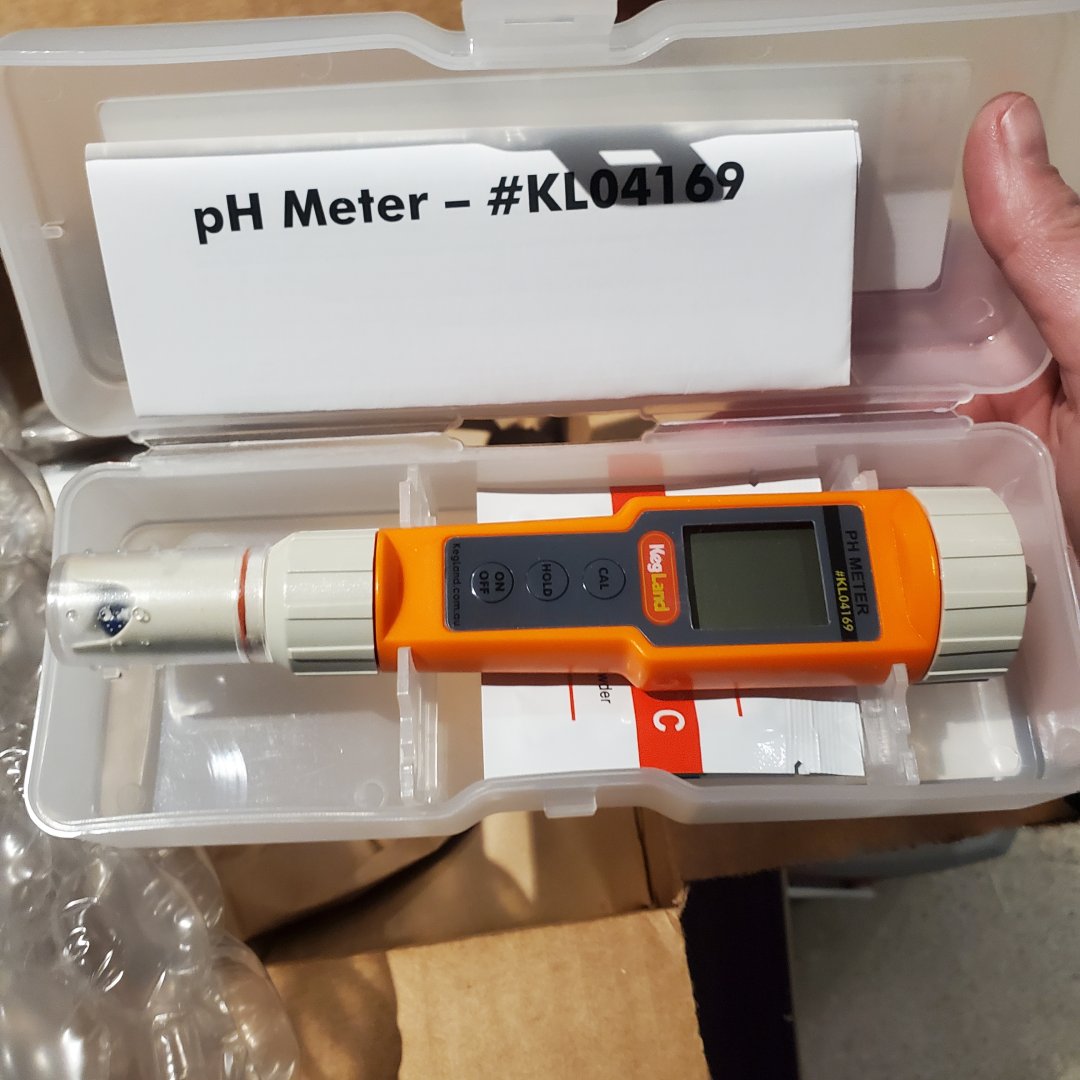 pH Meter – #KL04169
KegLand.com.au
ON
OFF
HOLD
CAL
KegLand
PH METER
#KL04169
C